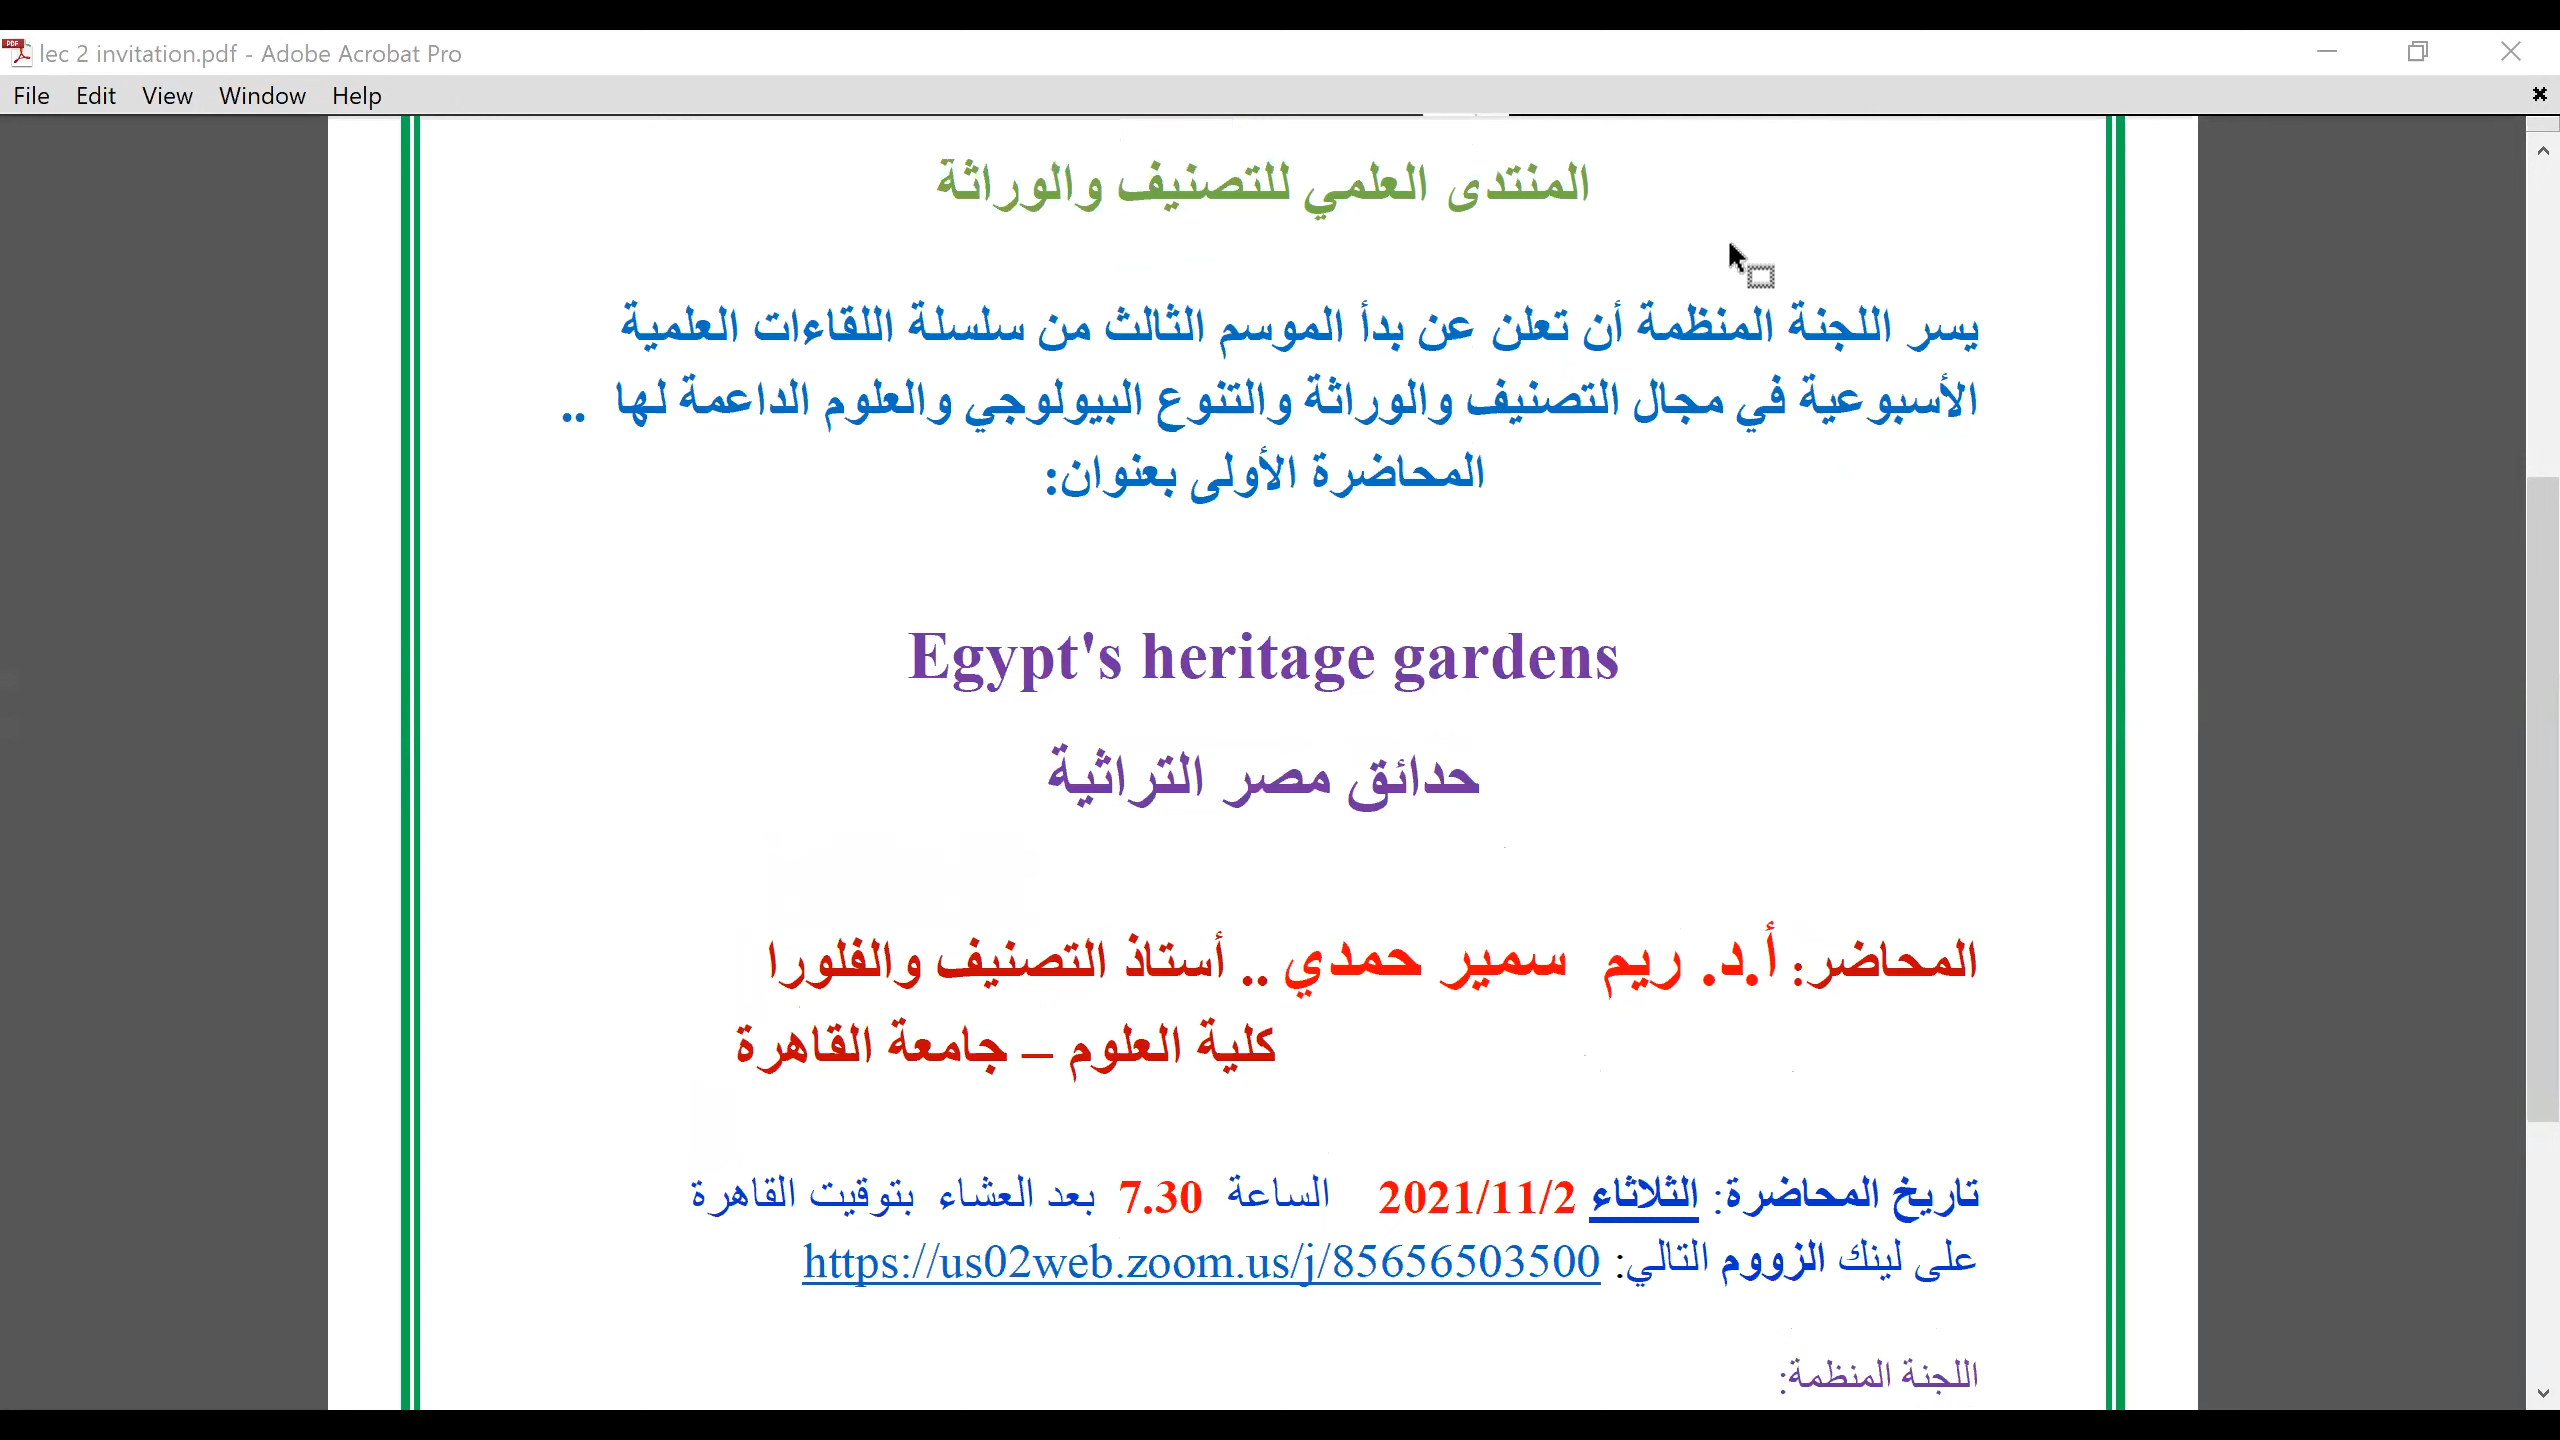 lec 2 invitation.pdf - Adobe Acrobat Pro
File Edit View Window Help
المنتدى العلمي للتصنيف والوراثة
يسر اللجنة المنظمة أن تعلن عن بدأ الموسم الثالث من سلسلة اللقاءات العلمية
الأسبوعية في مجال التصنيف والوراثة والتنوع البيولوجي والعلوم الداعمة لها ..
المحاضرة الأولى بعنوان:
Egypt's heritage gardens
حدائق مصر التراثية
المحاضر: أ.د. ريم سمير حمدي .. أستاذ التصنيف والفلورا
كلية العلوم – جامعة القاهرة
تاريخ المحاضرة: الثلاثاء 2021/11/2 الساعة 7.30 بعد العشاء بتوقيت القاهرة
على لينك الزووم التالي: https://us02web.zoom.us/j/85656503500
اللجنة المنظمة: